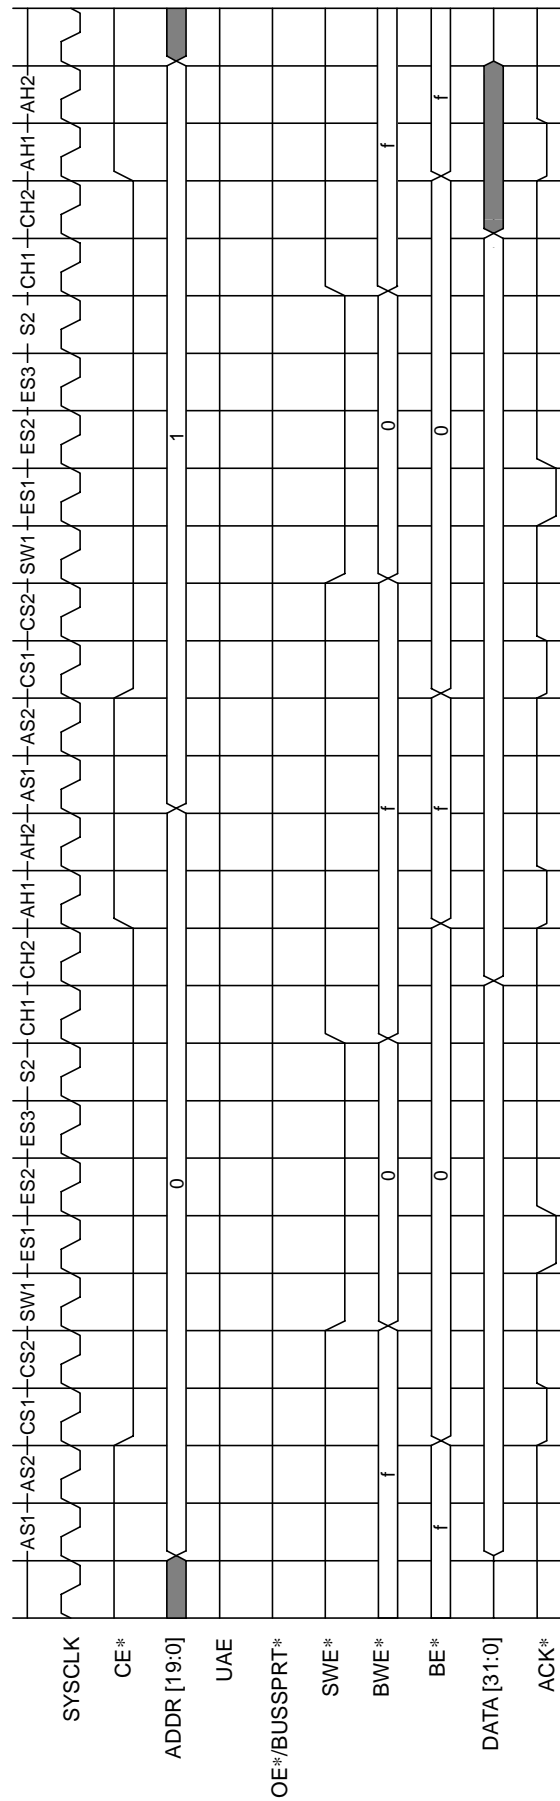 AS1 AS2 CS1 CS2 SW1 ES1 ES2 ES3 S2 CH1 CH2 AH1 AH2 AS1 AS2 CS1 CS2 SW1 ES1 ES2 ES3 S2 CH1 CH2 AH1 AH2
SYSCLK
CE*
ADDR [19:0] 0 1
UAE
OE*/BUSSPRT*
SWE*
BWE* f 0 f 0 f
BE* f 0 f 0 f
DATA [31:0]
ACK*